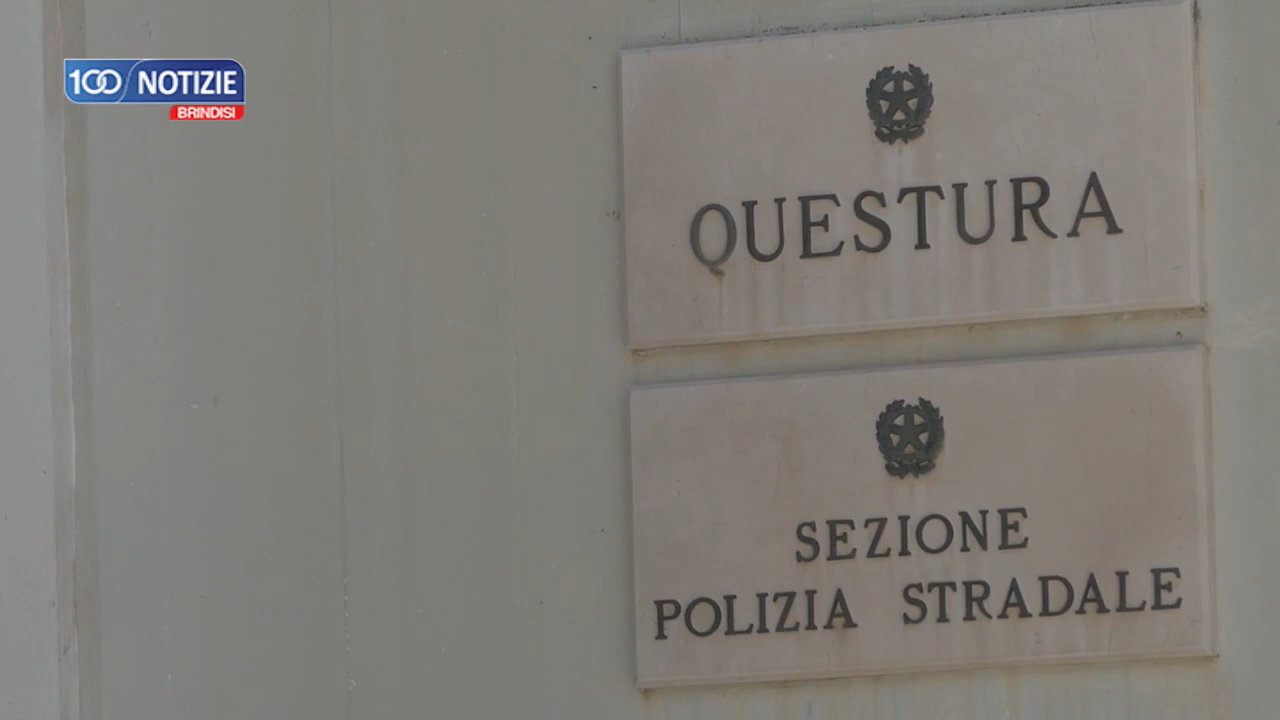 100 NOTIZIE
BRINDISI
QUESTURA
SEZIONE
POLIZIA STRADALE